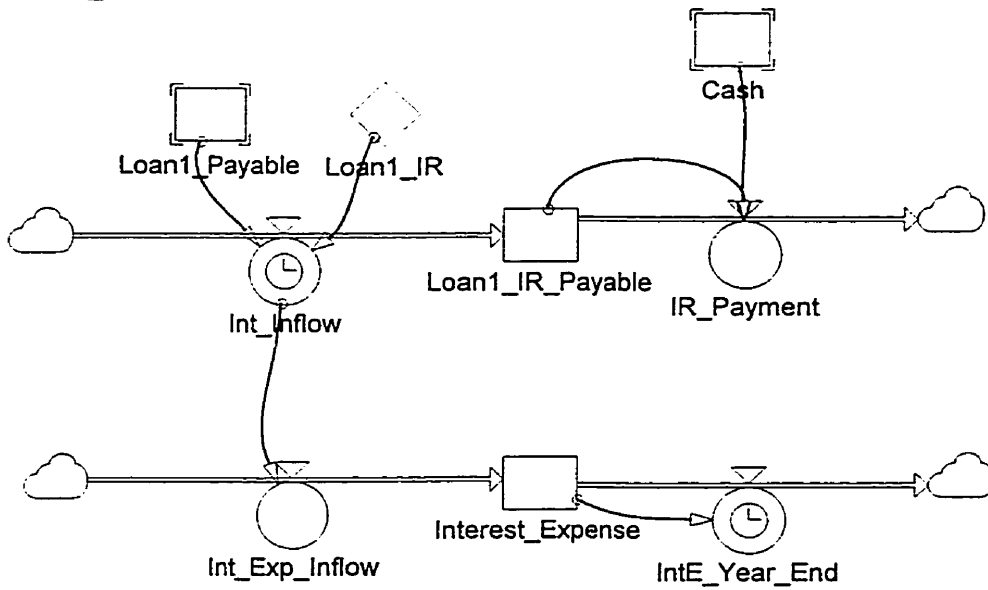 Cash
Loan1_Payable
Loan1_IR
Loan1_IR_Payable
IR_Payment
Int_Inflow
Interest_Expense
Int_Exp_Inflow
IntE_Year_End